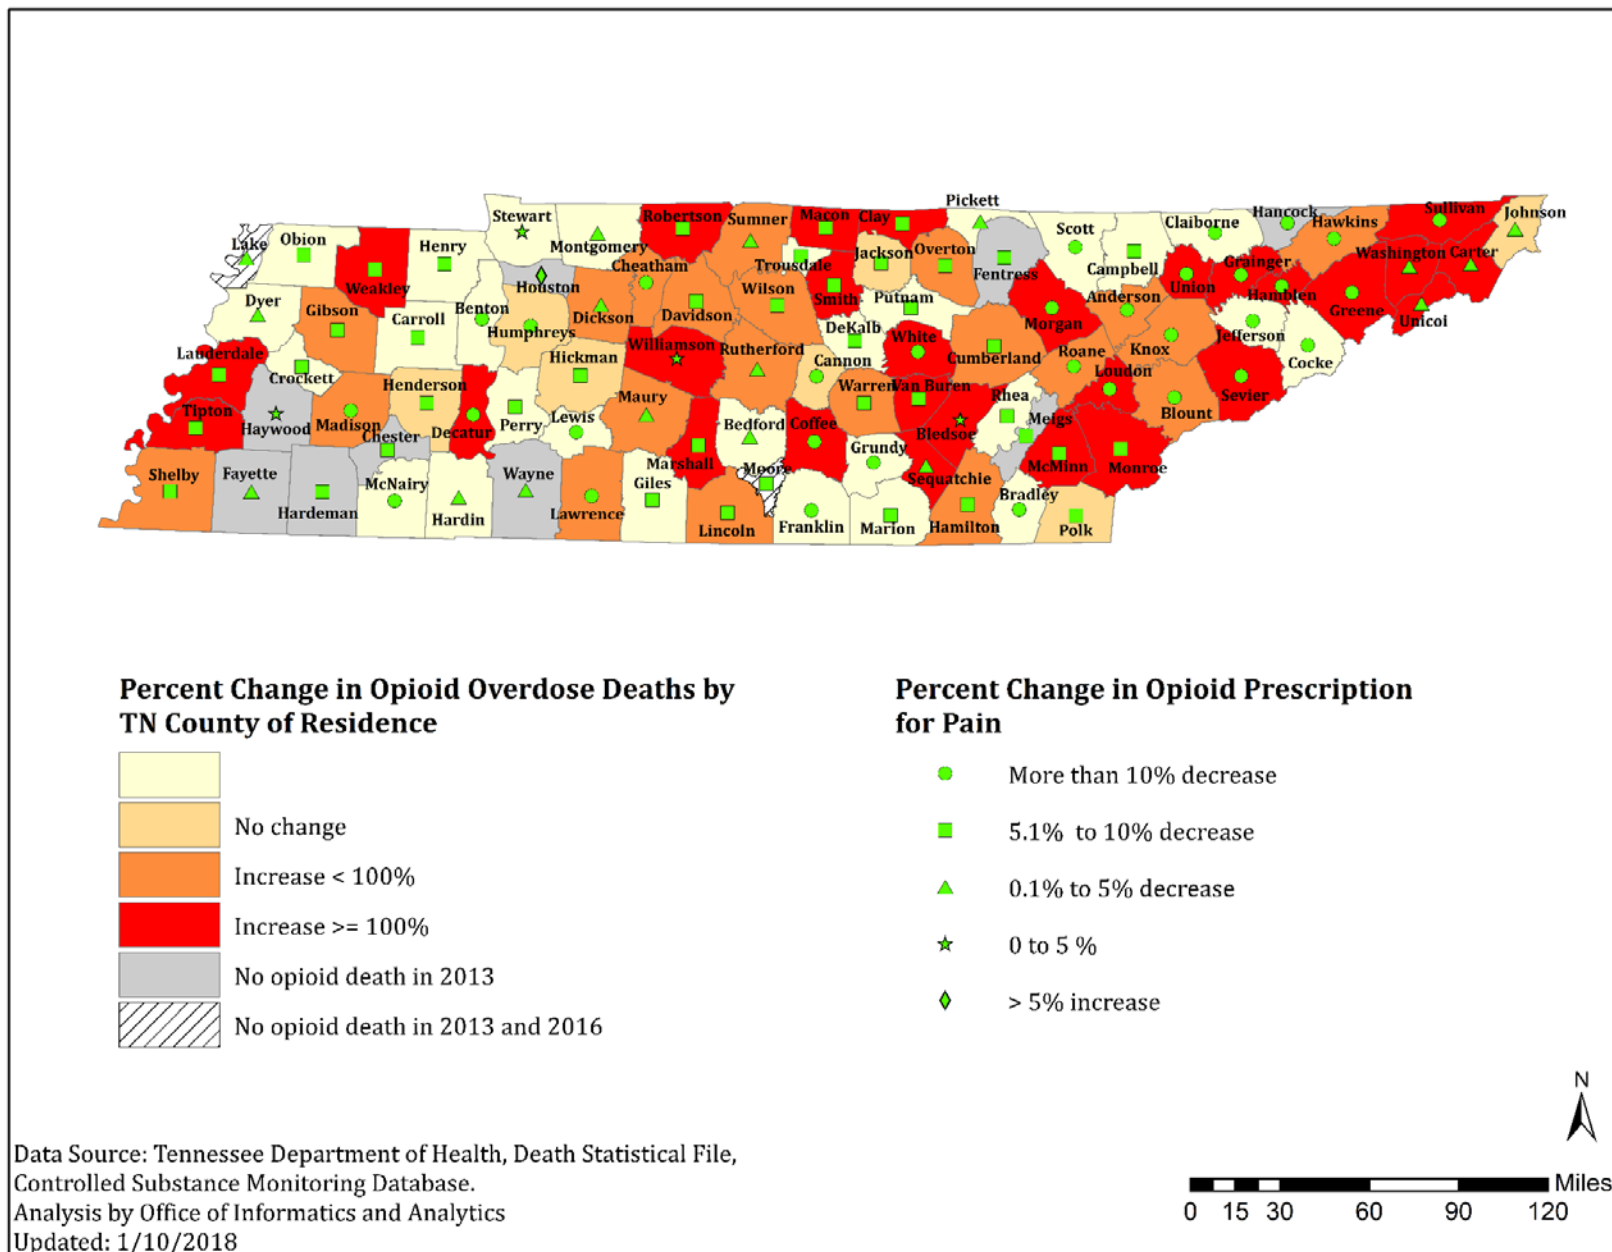 Pickett
Stewart
Robertson
Sumner
Macon
Clay
Scott
Claiborne
Hancock
Hawkins
Sullivan
Johnson
Lake
Obion
Henry
Montgomery
Trousdale
Jackson
Overton
Fentress
Campbell
Grainger
Washington
Carter
Weakley
Houston
Cheatham
Wilson
Smith
Putnam
Anderson
Union
Hamblen
Greene
Unicoi
Dyer
Gibson
Carroll
Benton
Humphreys
Dickson
Davidson
DeKalb
White
Morgan
Jefferson
Lauderdale
Crockett
Henderson
Hickman
Williamson
Rutherford
Cannon
Cumberland
Roane
Knox
Cocke
Tipton
Haywood
Madison
Chester
Decatur
Perry
Lewis
Maury
Bedford
Coffee
Warren
Van Buren
Bledsoe
Rhea
Meigs
Loudon
Blount
Sevier
Shelby
Fayette
Hardeman
McNairy
Hardin
Wayne
Lawrence
Giles
Marshall
Lincoln
Moore
Franklin
Grundy
Marion
Sequatchie
Hamilton
Bradley
McMinn
Polk
Monroe
Percent Change in Opioid Overdose Deaths by
TN County of Residence
No change
Increase < 100%
Increase >= 100%
No opioid death in 2013
No opioid death in 2013 and 2016
Percent Change in Opioid Prescription
for Pain
More than 10% decrease
5.1% to 10% decrease
0.1% to 5% decrease
0 to 5 %
> 5% increase
N
Miles
0 15 30 60 90 120
Data Source: Tennessee Department of Health, Death Statistical File,
Controlled Substance Monitoring Database.
Analysis by Office of Informatics and Analytics
Updated: 1/10/2018